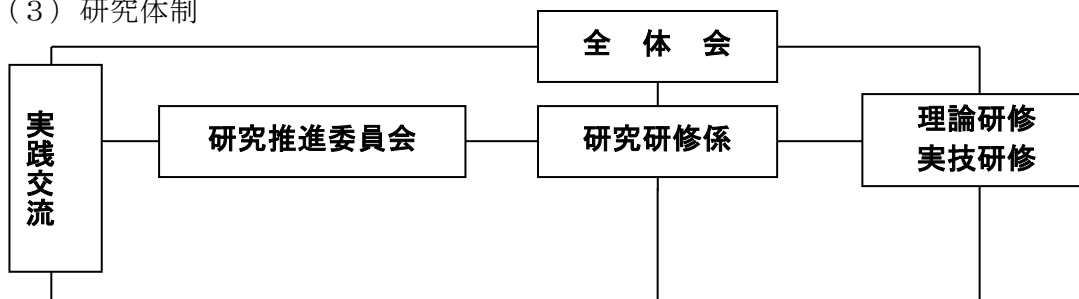 （３）研究体制
全　体　会
実践交流
研究推進委員会
研究研修係
理論研修
実技研修